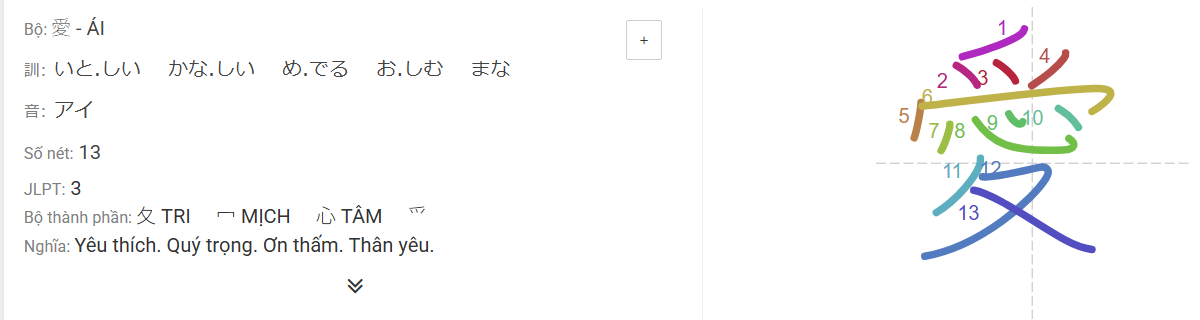 Bộ: 愛 - ÁI
+
訓: いと.しい かな.しい め.でる お.しむ まな
音: アイ
Số nét: 13
JLPT: 3
Bộ thành phần: 夂 TRI 冖 MỊCH 心 TÂM 爫
Nghĩa: Yêu thích. Quý trọng. Ơn thấm. Thân yêu.
愛
1
2 3 4
5 6
7 8 9 10
11 12
13